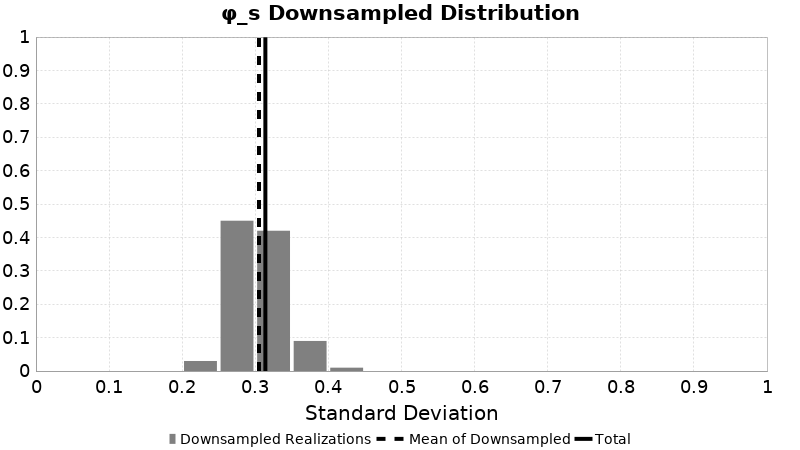 φ_s Downsampled Distribution
1
0.9
0.8
0.7
0.6
0.5
0.4
0.3
0.2
0.1
0
0 0.1 0.2 0.3 0.4 0.5 0.6 0.7 0.8 0.9 1
Standard Deviation
Downsampled Realizations Mean of Downsampled Total